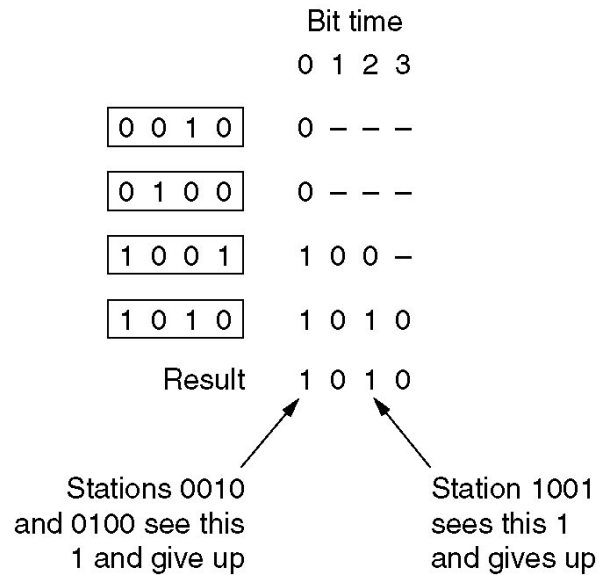 Bit time
0 1 2 3
0 0 1 0 0 – – –
0 1 0 0 0 – – –
1 0 0 1 1 0 0 –
1 0 1 0 1 0 1 0
Result 1 0 1 0
Stations 0010
and 0100 see this
1 and give up
Station 1001
sees this 1
and gives up